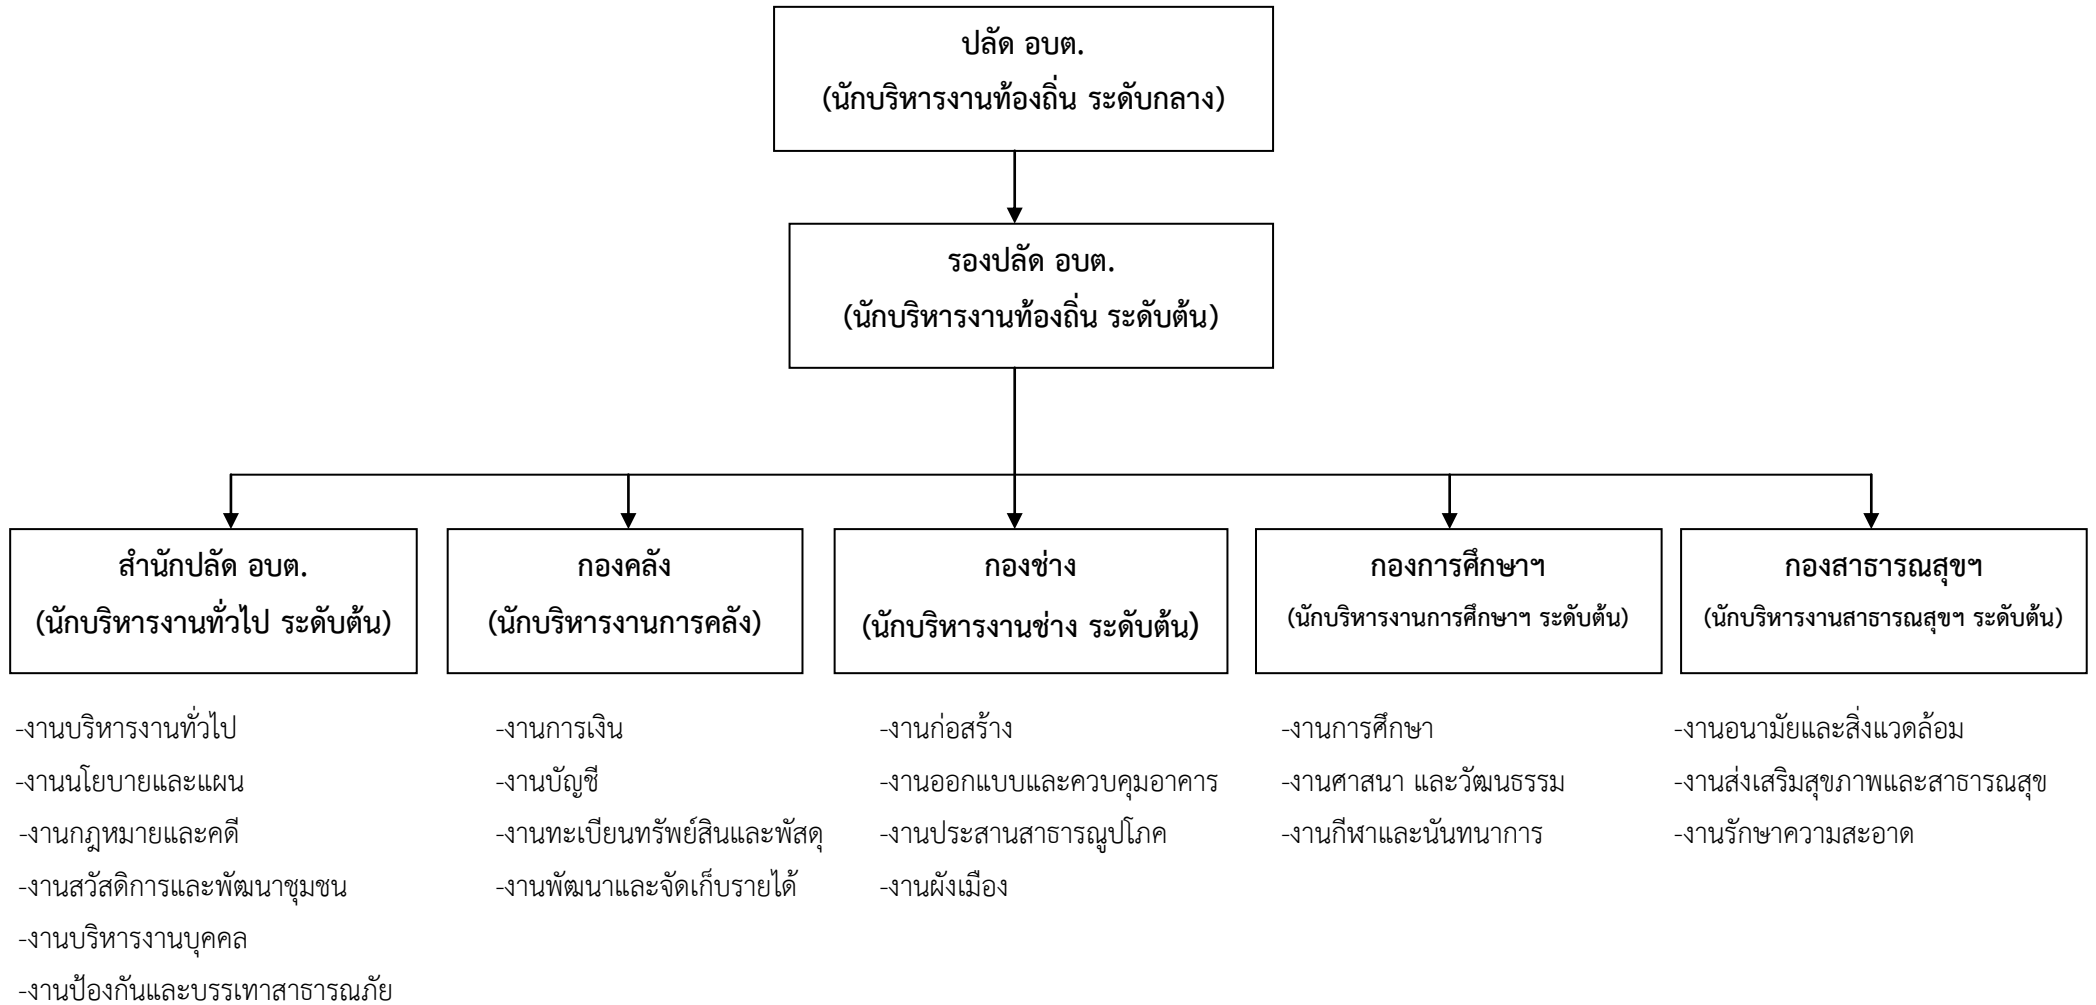 ปลัด อบต.
(นักบริหารงานท้องถิ่น ระดับกลาง)
รองปลัด อบต.
(นักบริหารงานท้องถิ่น ระดับต้น)
สำนักปลัด อบต.
(นักบริหารงานทั่วไป ระดับต้น)
-งานบริหารงานทั่วไป
-งานนโยบายและแผน
-งานกฎหมายและคดี
-งานสวัสดิการและพัฒนาชุมชน
-งานบริหารงานบุคคล
-งานป้องกันและบรรเทาสาธารณภัย
กองคลัง
(นักบริหารงานการคลัง)
-งานการเงิน
-งานบัญชี
-งานทะเบียนทรัพย์สินและพัสดุ
-งานพัฒนาและจัดเก็บรายได้
กองช่าง
(นักบริหารงานช่าง ระดับต้น)
-งานก่อสร้าง
-งานออกแบบและควบคุมอาคาร
-งานประสานสาธารณูปโภค
-งานผังเมือง
กองการศึกษาฯ
(นักบริหารงานการศึกษาฯ ระดับต้น)
-งานการศึกษา
-งานศาสนา และวัฒนธรรม
-งานกีฬาและนันทนาการ
กองสาธารณสุขฯ
(นักบริหารงานสาธารณสุขฯ ระดับต้น)
-งานอนามัยและสิ่งแวดล้อม
-งานส่งเสริมสุขภาพและสาธารณสุข
-งานรักษาความสะอาด